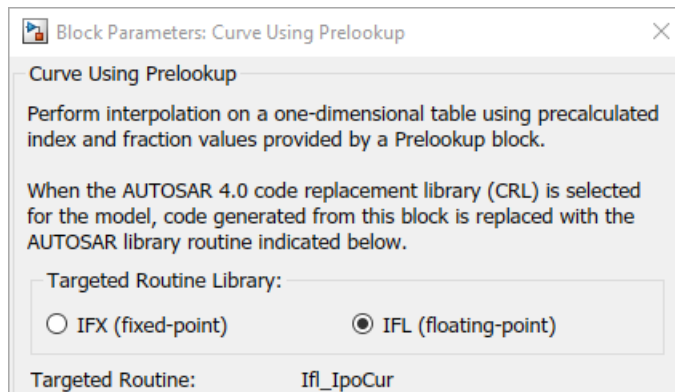 Block Parameters: Curve Using Prelookup
Curve Using Prelookup
Perform interpolation on a one-dimensional table using precalculated
index and fraction values provided by a Prelookup block.
When the AUTOSAR 4.0 code replacement library (CRL) is selected
for the model, code generated from this block is replaced with the
AUTOSAR library routine indicated below.
Targeted Routine Library:
IFX (fixed-point) IFL (floating-point)
Targeted Routine: Ifl_IpoCur